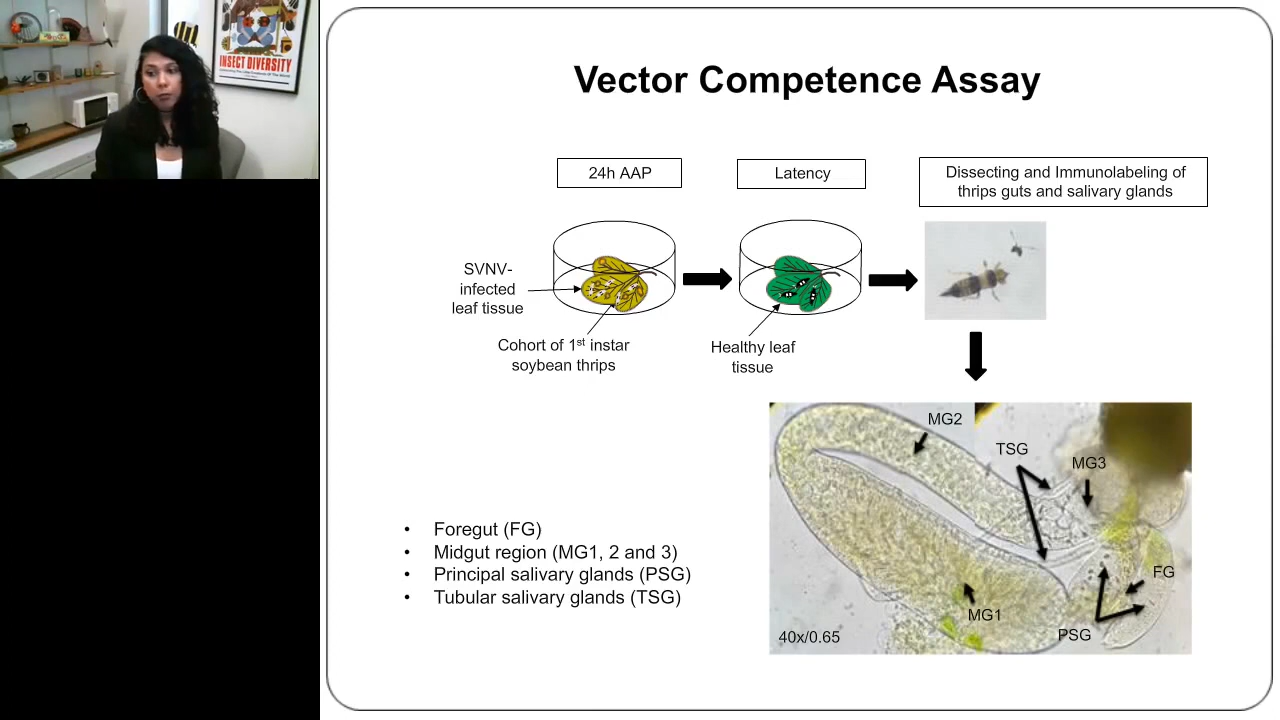 INSECT DIVERSITY
Vector Competence Assay
24h AAP
Latency
Dissecting and Immunolabeling of
thrips guts and salivary glands
SVNV-
infected
leaf tissue
Cohort of 1st instar
soybean thrips
Healthy leaf
tissue
MG2
TSG
MG3
FG
MG1
PSG
40x/0.65
• Foregut (FG)
• Midgut region (MG1, 2 and 3)
• Principal salivary glands (PSG)
• Tubular salivary glands (TSG)